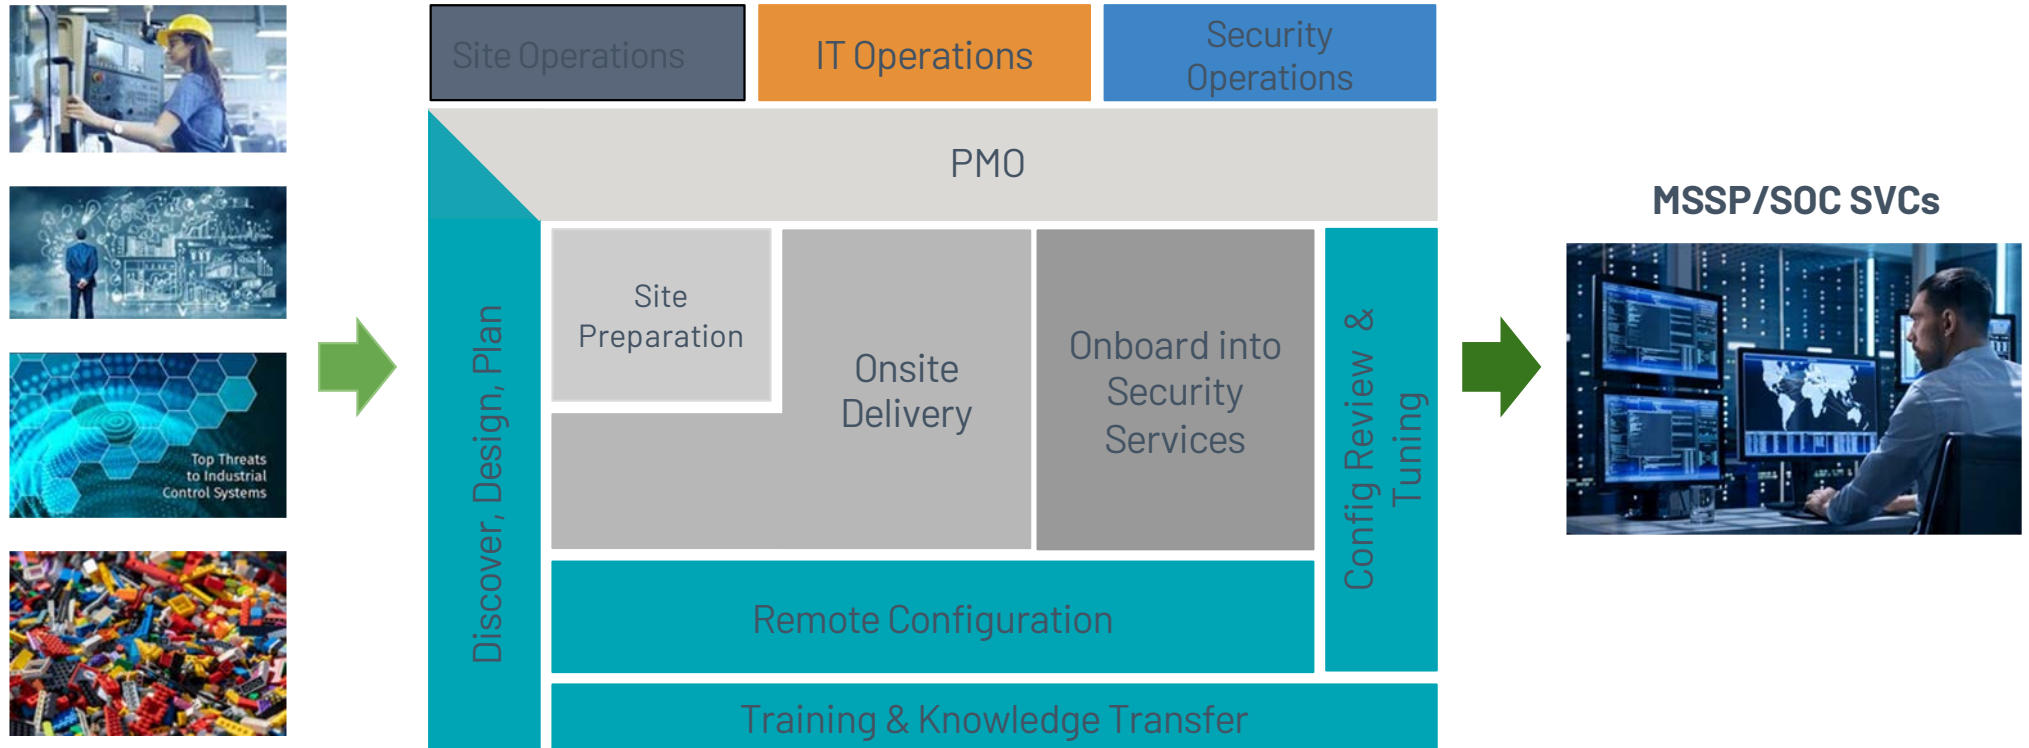 Site Operations
IT Operations
Security
Operations
PMO
MSSP/SOC SVCs
Discover, Design, Plan
Site
Preparation
Onsite
Delivery
Onboard into
Security
Services
Config Review &
Tuning
Top Threats
to Industrial
Control Systems
Remote Configuration
Training & Knowledge Transfer